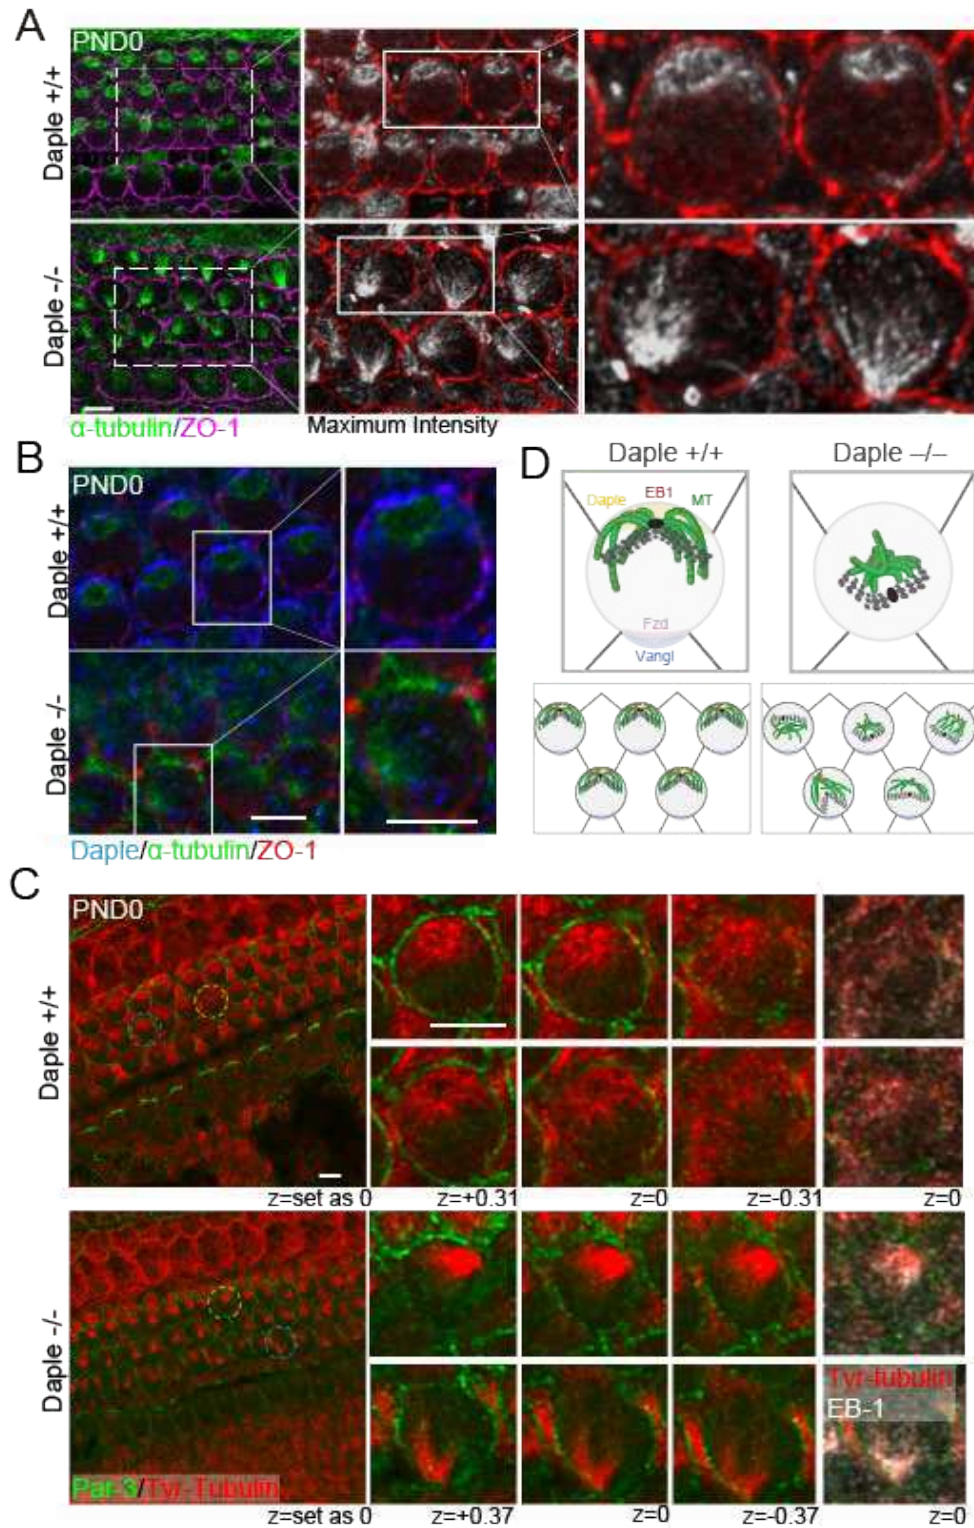 A
PND0
Daple +/+
Daple -/-
α-tubulin/ZO-1
Maximum Intensity
B
PND0
Daple +/+
Daple -/-
Daple/α-tubulin/ZO-1
D
Daple +/+
Daple –/–
Daple
EB1
MT
Fzd
Vangl
C
PND0
Daple +/+
z=set as 0
z=+0.31
z=0
z=-0.31
z=0
Daple -/-
Par-3/Tyr-Tubulin
Tyr-tubulin
EB-1
z=set as 0
z=+0.37
z=0
z=-0.37
z=0